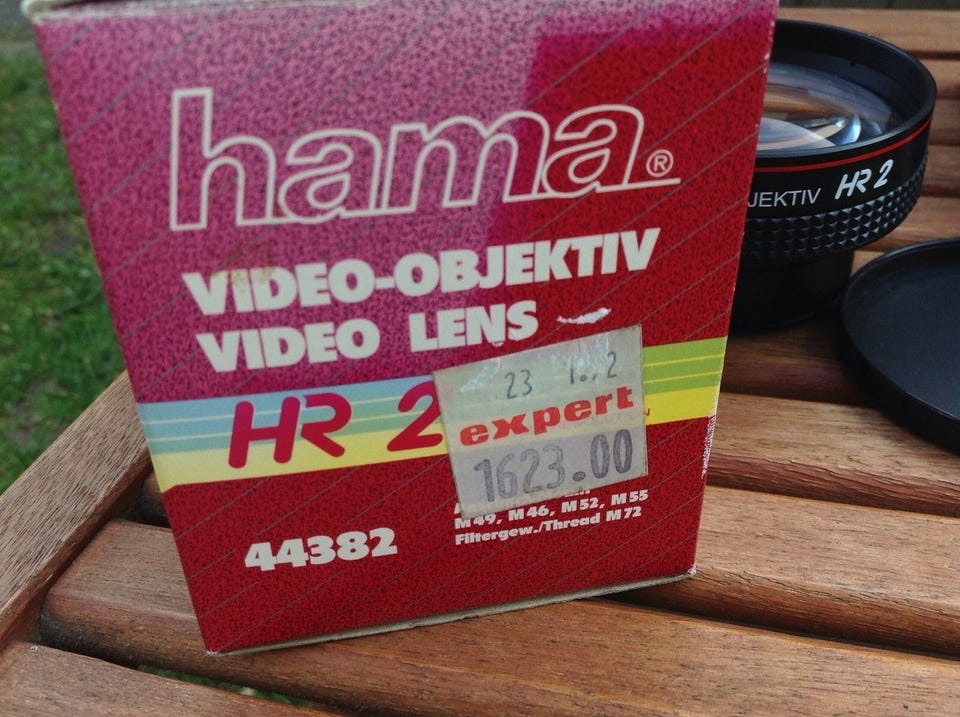 hama®
VIDEO-OBJEKTIV
VIDEO LENS
HR 2
23
expert
1623.00
M49, M46, M52, M55
Filtergew./Thread M72
44382
JEKTIV HR 2